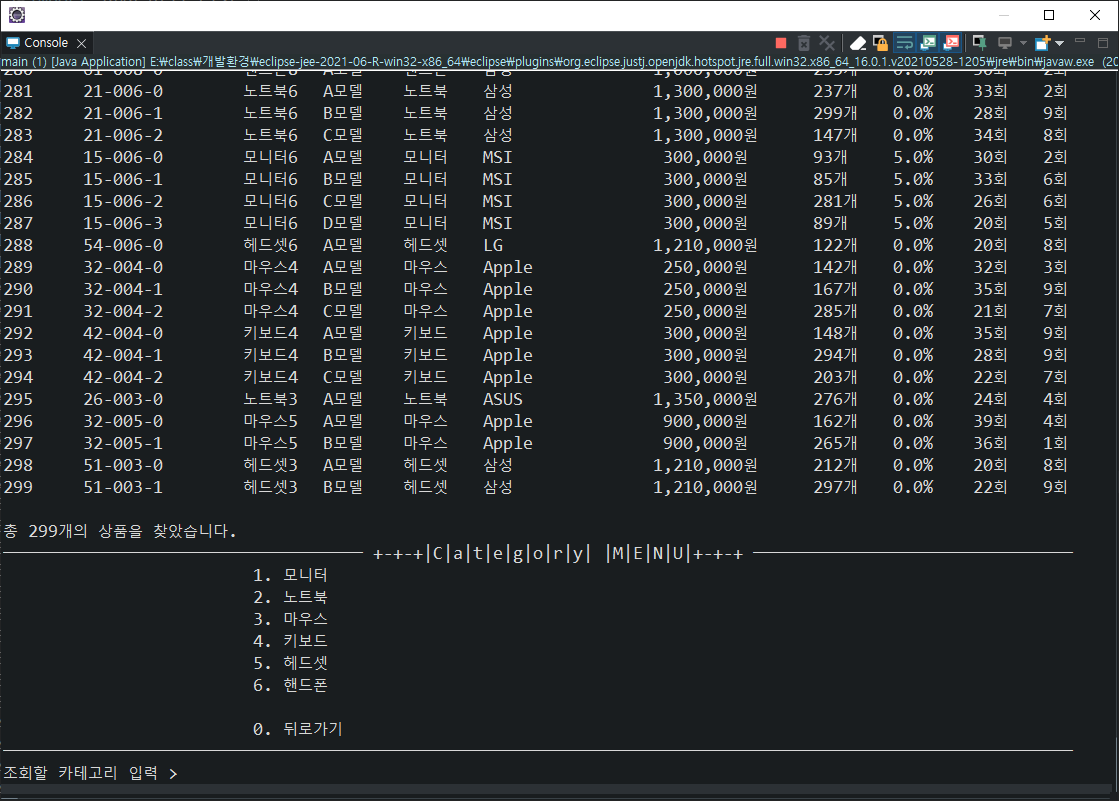 Console
main (1) [Java Application] E:₩class₩개발환경₩eclipse-jee-2021-06-R-win32-x86_64₩eclipse₩plugins₩org.eclipse.justj.openjdk.hotspot.jre.full.win32.x86_64_16.0.1.v20210528-1205₩jre₩bin₩javaw.exe (20
281 21-006-0 노트북6 A모델 노트북 삼성 1,300,000원 237개 0.0% 33회 2회
282 21-006-1 노트북6 B모델 노트북 삼성 1,300,000원 299개 0.0% 28회 9회
283 21-006-2 노트북6 C모델 노트북 삼성 1,300,000원 147개 0.0% 34회 8회
284 15-006-0 모니터6 A모델 모니터 MSI 300,000원 93개 5.0% 30회 2회
285 15-006-1 모니터6 B모델 모니터 MSI 300,000원 85개 5.0% 33회 6회
286 15-006-2 모니터6 C모델 모니터 MSI 300,000원 281개 5.0% 26회 6회
287 15-006-3 모니터6 D모델 모니터 MSI 300,000원 89개 5.0% 20회 5회
288 54-006-0 헤드셋6 A모델 헤드셋 LG 1,210,000원 122개 0.0% 20회 8회
289 32-004-0 마우스4 A모델 마우스 Apple 250,000원 142개 0.0% 32회 3회
290 32-004-1 마우스4 B모델 마우스 Apple 250,000원 167개 0.0% 35회 9회
291 32-004-2 마우스4 C모델 마우스 Apple 250,000원 285개 0.0% 21회 7회
292 42-004-0 키보드4 A모델 키보드 Apple 300,000원 148개 0.0% 35회 9회
293 42-004-1 키보드4 B모델 키보드 Apple 300,000원 294개 0.0% 28회 9회
294 42-004-2 키보드4 C모델 키보드 Apple 300,000원 203개 0.0% 22회 7회
295 26-003-0 노트북3 A모델 노트북 ASUS 1,350,000원 276개 0.0% 24회 4회
296 32-005-0 마우스5 A모델 마우스 Apple 900,000원 162개 0.0% 39회 4회
297 32-005-1 마우스5 B모델 마우스 Apple 900,000원 265개 0.0% 36회 1회
298 51-003-0 헤드셋3 A모델 헤드셋 삼성 1,210,000원 212개 0.0% 20회 8회
299 51-003-1 헤드셋3 B모델 헤드셋 삼성 1,210,000원 297개 0.0% 22회 9회
총 299개의 상품을 찾았습니다.
+-+-+|C|a|t|e|g|o|r|y| |M|E|N|U|+-+-+
1. 모니터
2. 노트북
3. 마우스
4. 키보드
5. 헤드셋
6. 핸드폰
0. 뒤로가기
조회할 카테고리 입력 >